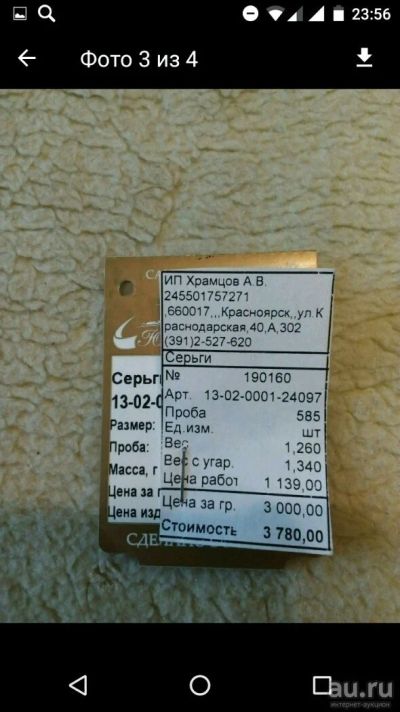 23:56
Фото 3 из 4
ИП Храмцов А.В.
245501757271
,660017,,,Красноярск,,ул.К
раснодарская,40,А,302
(391)2-527-620
Серьги
№ 190160
Арт. 13-02-0001-24097
Проба 585
Ед.изм. шт
Вес 1,260
Вес с угар. 1,340
Цена работ 1 139,00
Цена за гр. 3 000,00
Стоимость 3 780,00
Серьг
13-02-0
Размер:
Проба:
Масса, г
Цена за г
Цена изд
СДЕЛАНО
au.ru
интернет-аукцион